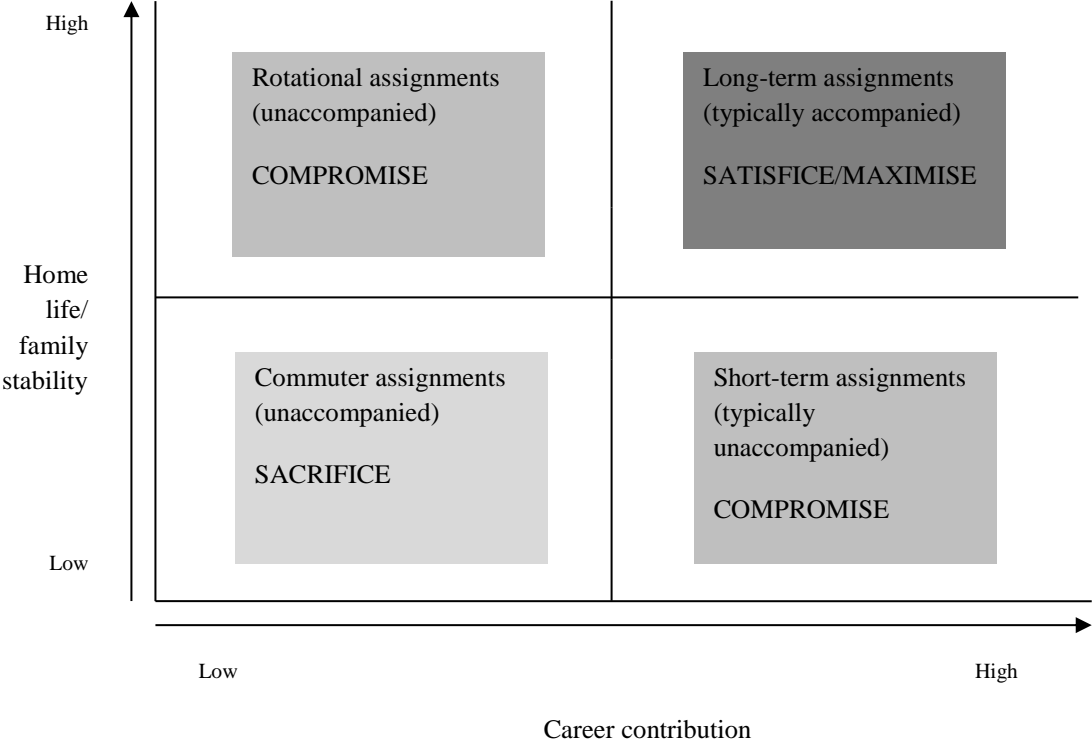 High
Rotational assignments
(unaccompanied)
COMPROMISE
Long-term assignments
(typically accompanied)
SATISFICE/MAXIMISE
Home
life/
family
stability
Commuter assignments
(unaccompanied)
SACRIFICE
Short-term assignments
(typically
unaccompanied)
COMPROMISE
Low
Low
High
Career contribution